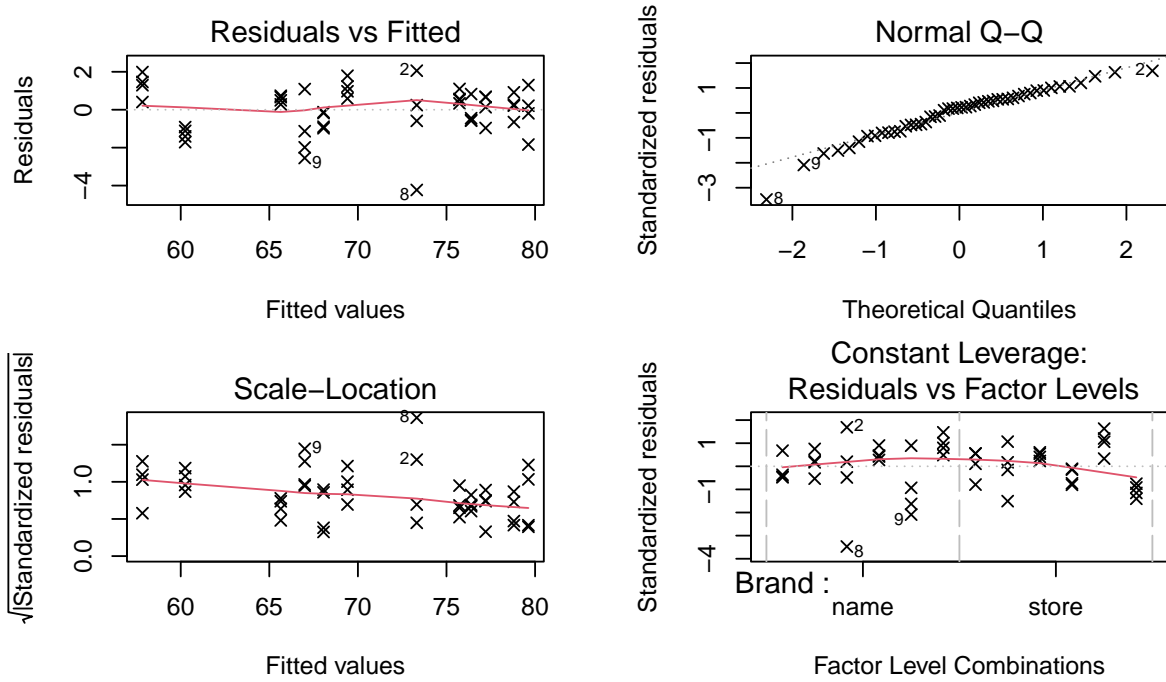 Residuals vs Fitted
Residuals
2
0
−4
2
9
8
60
65
70
75
80
Fitted values
Normal Q−Q
Standardized residuals
1
−1
−3
2
9
8
−2
−1
0
1
2
Theoretical Quantiles
Scale−Location
√|Standardized residuals|
1.0
0.0
8
9
2
60
65
70
75
80
Fitted values
Constant Leverage:
Residuals vs Factor Levels
Standardized residuals
1
−1
−4
2
9
8
Brand :
name
store
Factor Level Combinations